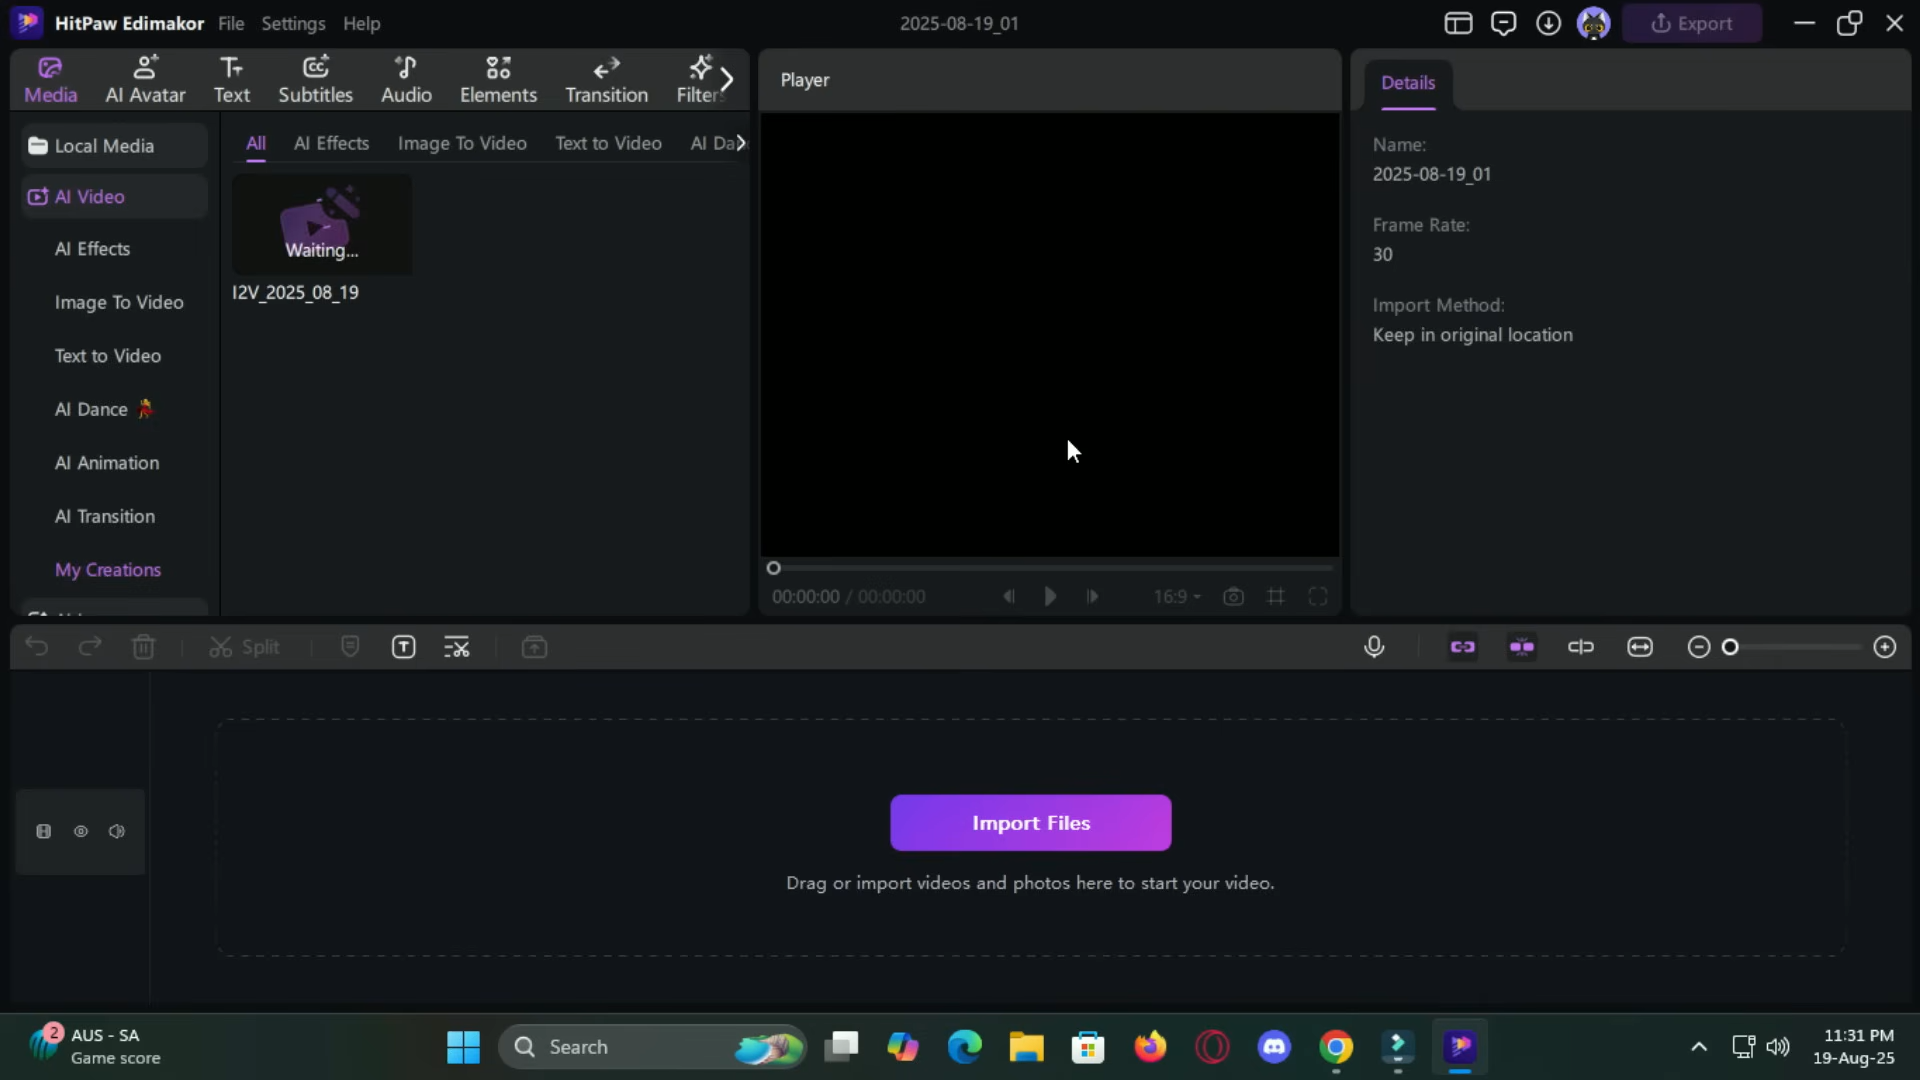 HitPaw Edimakor File Settings Help 2025-08-19_01 Export
Media AI Avatar Text Subtitles Audio Elements Transition Filter
Player
Details
Local Media
AI Video
AI Effects
Image To Video
Text to Video
AI Dance
AI Animation
AI Transition
My Creations
All AI Effects Image To Video Text to Video AI Da
Waiting...
I2V_2025_08_19
00:00:00 / 00:00:00 16:9
Name:
2025-08-19_01
Frame Rate:
30
Import Method:
Keep in original location
Split
Import Files
Drag or import videos and photos here to start your video.
2
AUS - SA
Game score
Search
11:31 PM
19-Aug-25